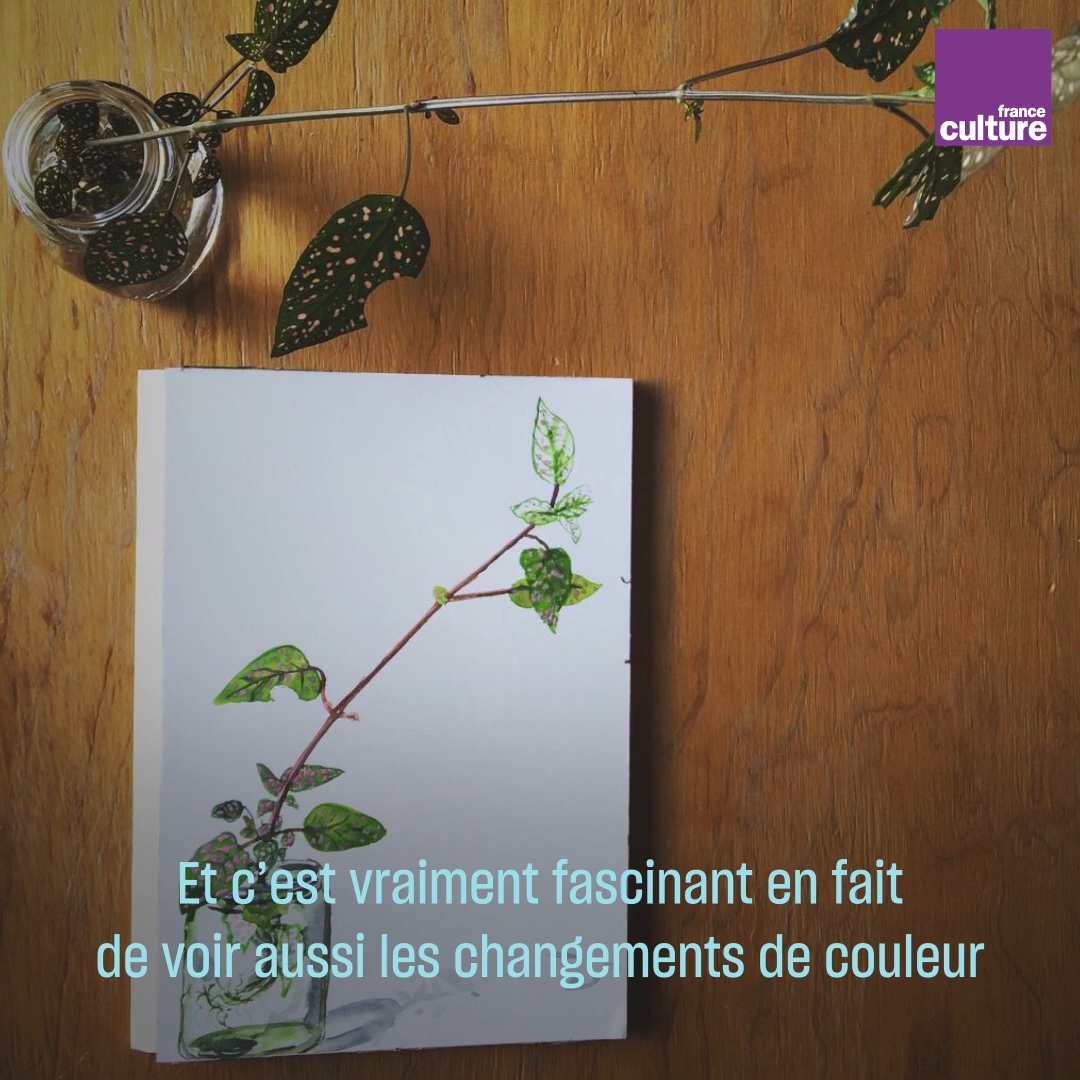 france
culture
Et c’est vraiment fascinant en fait
de voir aussi les changements de couleur